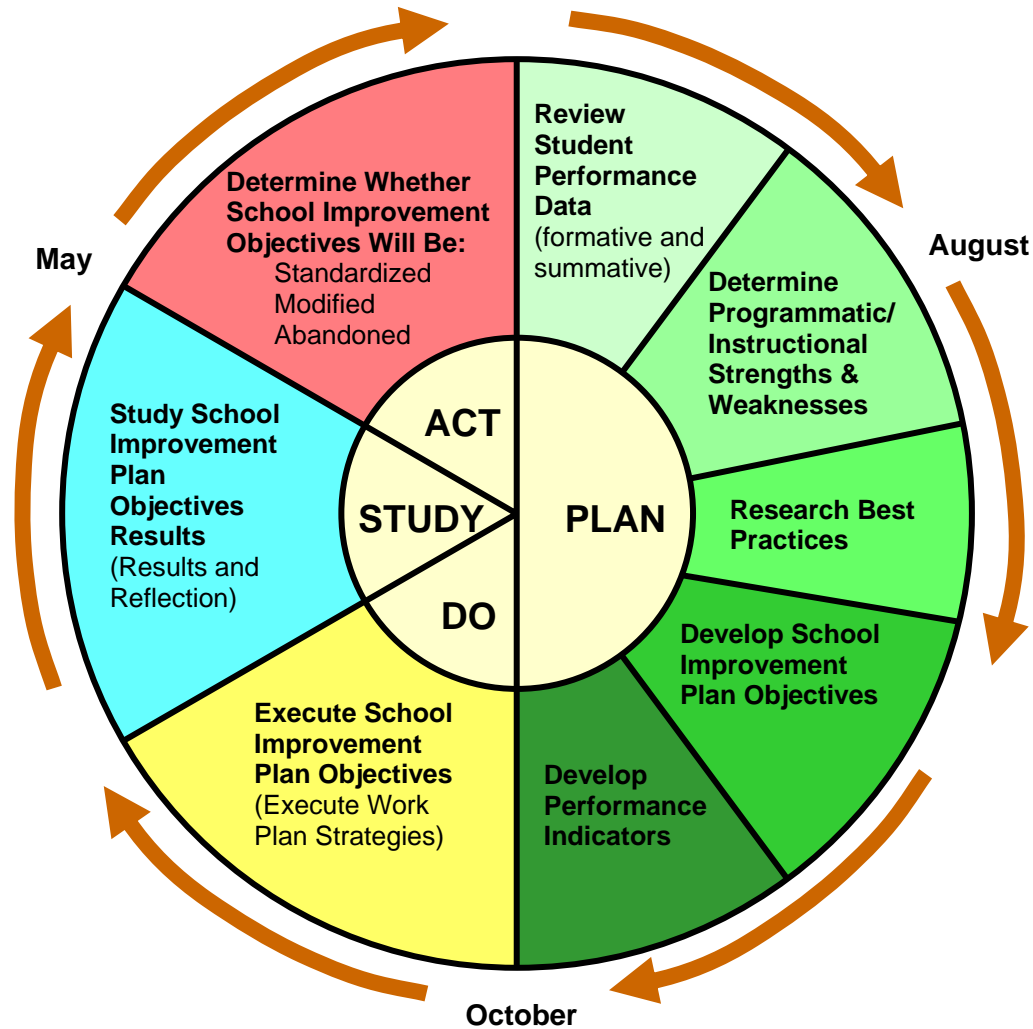 Review
Student
Performance
Data
(formative and
summative)
August
Determine
Programmatic/
Instructional
Strengths &
Weaknesses
Research Best
Practices
Develop School
Improvement
Plan Objectives
Develop
Performance
Indicators
October
Execute School
Improvement
Plan Objectives
(Execute Work
Plan Strategies)
Study School
Improvement
Plan
Objectives
Results
(Results and
Reflection)
May
Determine Whether
School Improvement
Objectives Will Be:
Standardized
Modified
Abandoned
ACT
STUDY
PLAN
DO